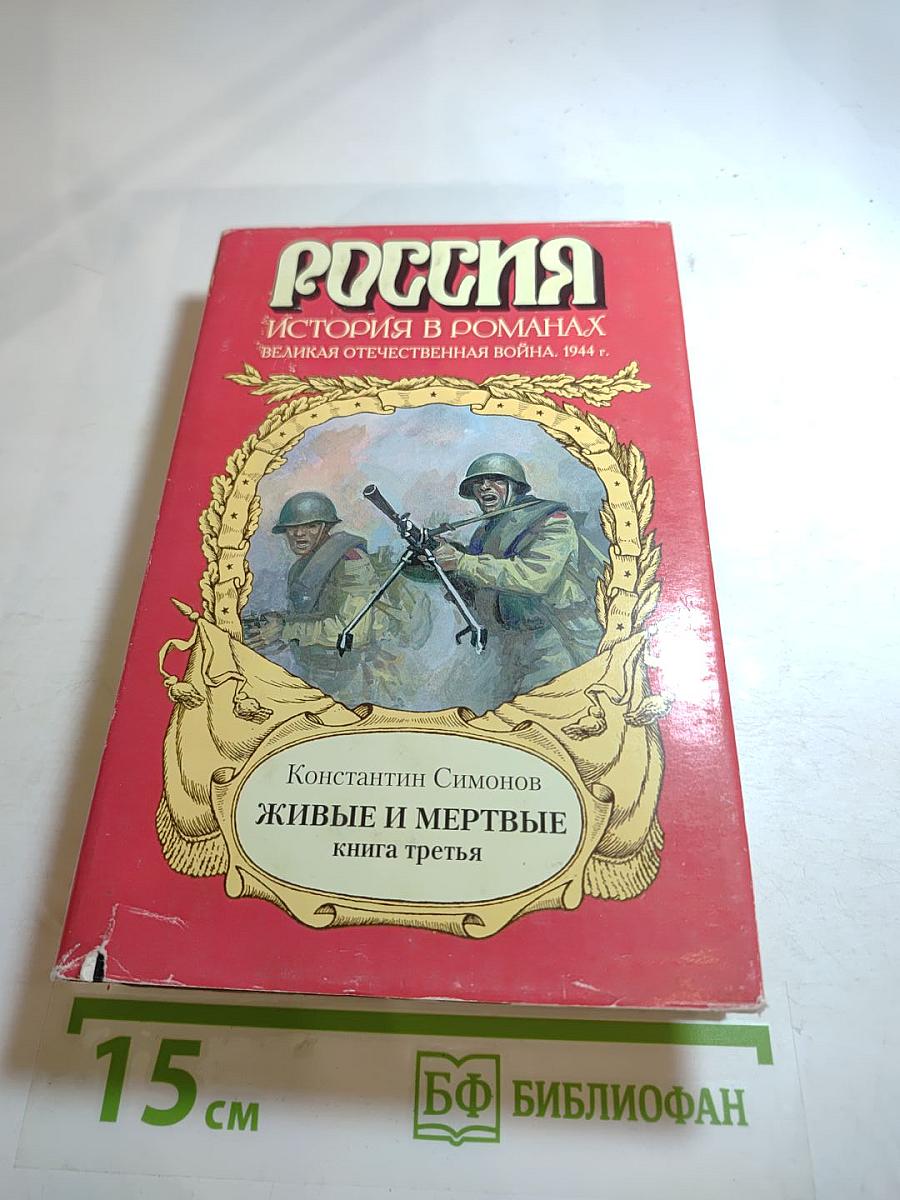 РОССИЯ
ИСТОРИЯ В РОМАНАХ
ВЕЛИКАЯ ОТЕЧЕСТВЕННАЯ ВОЙНА. 1944 г.
Константин Симонов
ЖИВЫЕ И МЕРТВЫЕ
книга третья
15 см
БФ БИБЛИОФАН